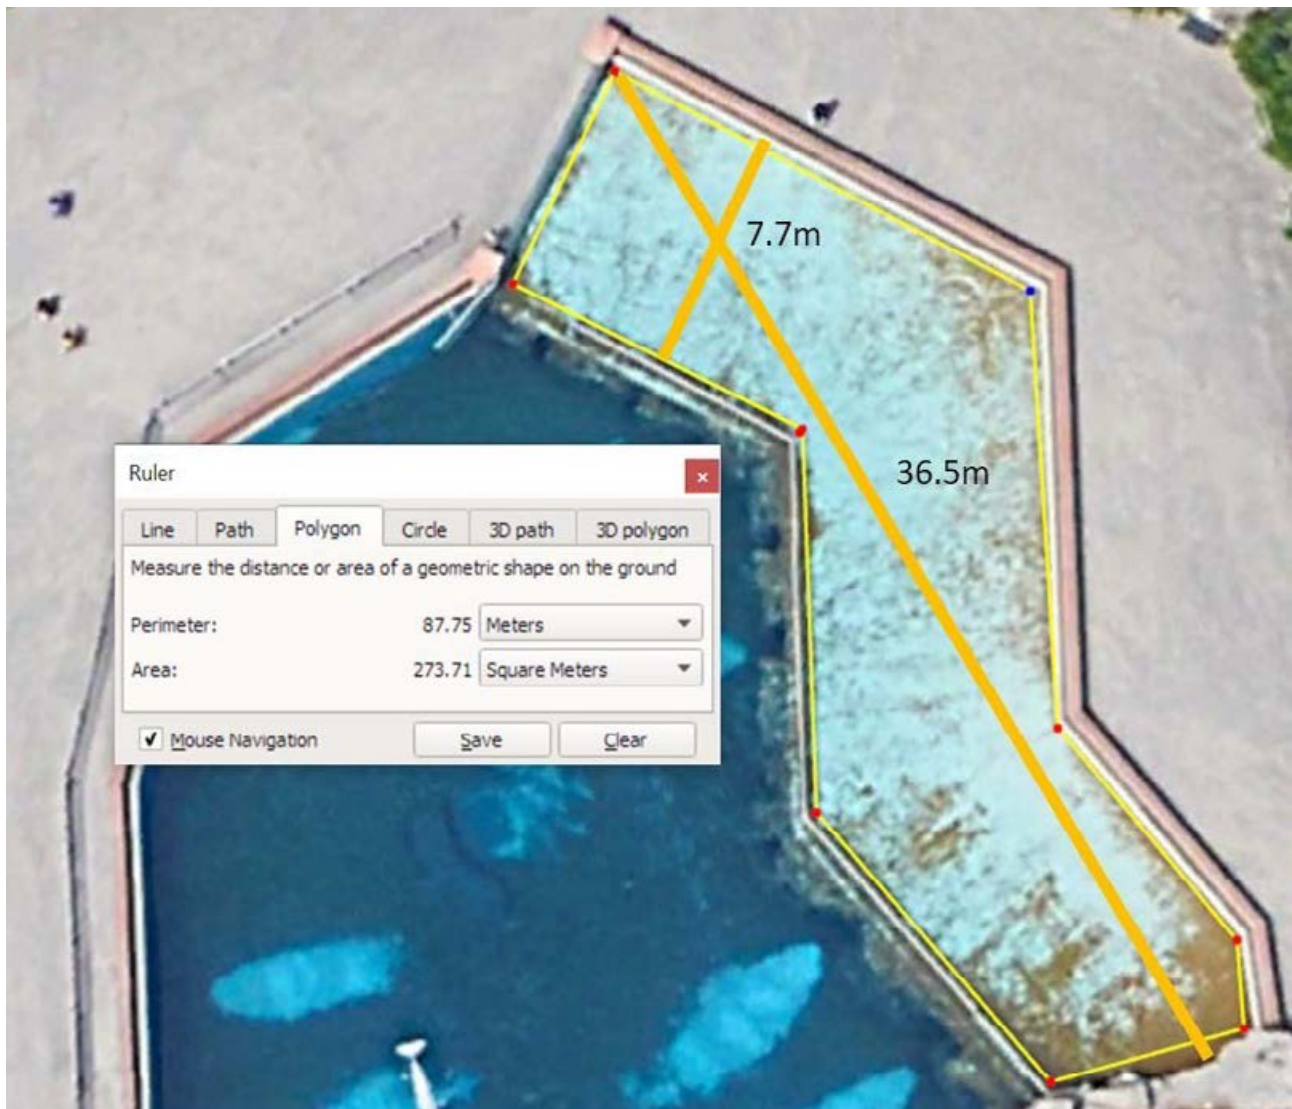 7.7m
36.5m
Ruler
Line Path Polygon Circle 3D path 3D polygon
Measure the distance or area of a geometric shape on the ground
Perimeter: 87.75 Meters
Area: 273.71 Square Meters
Mouse Navigation Save Clear